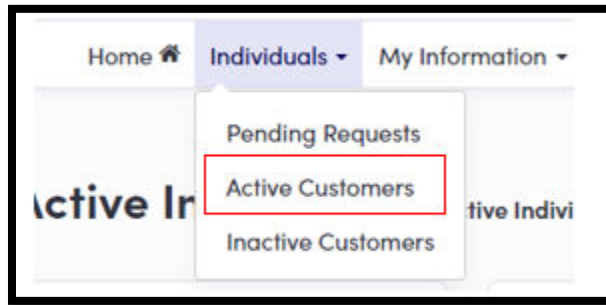 Home Individuals My Information
Pending Requests
Active Customers
Inactive Customers